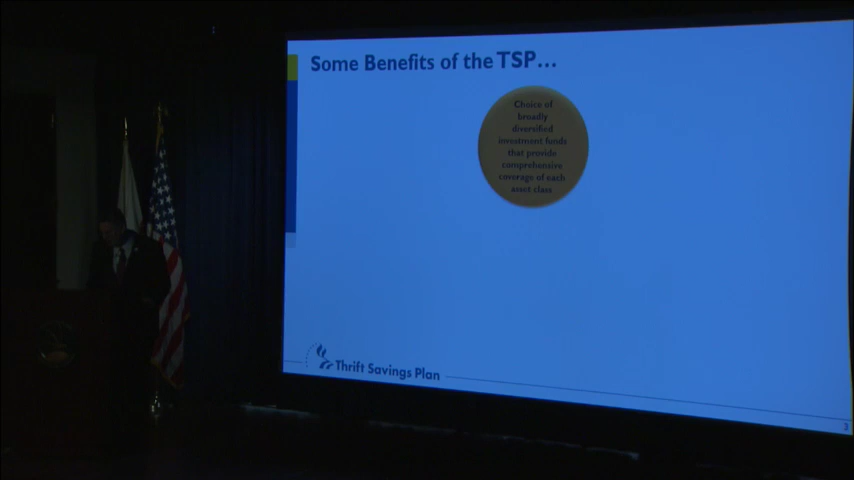 Some Benefits of the TSP...
Choice of
broadly
diversified
investment funds
that provide
comprehensive
coverage of each
asset class
Thrift Savings Plan
3